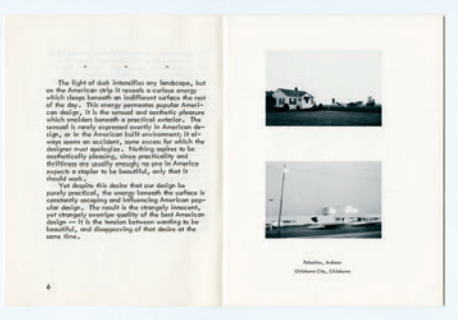 * * *
The light of dusk intensifies any landscape, but
on the American strip it reveals a curious energy
which sleeps beneath an indifferent surface the rest
of the day. This energy permeates popular Ameri-
can design, it is the sensual and aesthetic pleasure
which smolders beneath a practical exterior. The
sensual is rarely expressed overtly in American de-
sign, or in the American built environment; it al-
ways seems an accident, some excess for which the
designer must apologize. Nothing aspires to be
aesthetically pleasing, since practicality and
thriftiness are usually enough; no one in America
expects a stapler to be beautiful, only that it
should work.
Yet despite this desire that our design be
purely practical, the energy beneath the surface is
constantly escaping and influencing American pop-
ular design. The result is the strangely innocent,
yet strangely overripe quality of the best American
design -- it is the tension between wanting to be
beautiful, and disapproving of that desire at the
same time.
6
Palestine, Indiana
Oklahoma City, Oklahoma